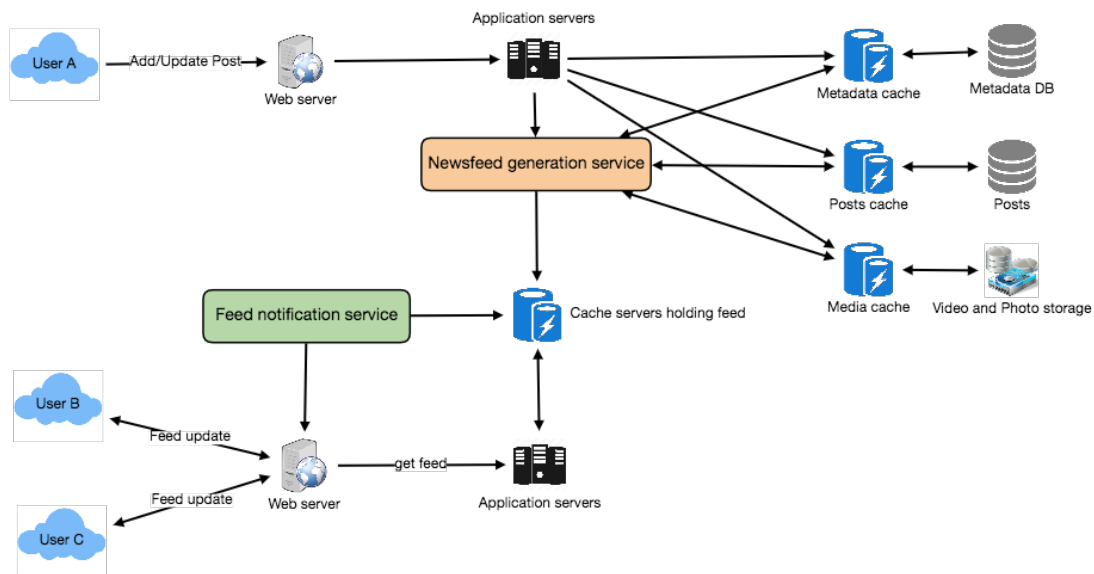 Application servers
User A
Add/Update Post
Web server
Metadata cache
Metadata DB
Newsfeed generation service
Posts cache
Posts
Media cache
Video and Photo storage
Feed notification service
Cache servers holding feed
User B
Feed update
get feed
Feed update
Web server
Application servers
User C